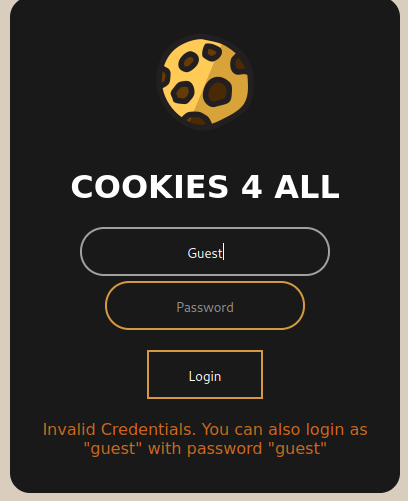 COOKIES 4 ALL
Guest
Password
Login
Invalid Credentials. You can also login as
"guest" with password "guest"